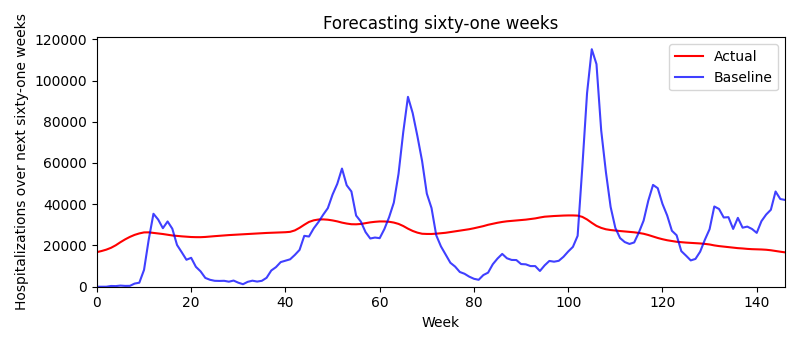 Forecasting sixty-one weeks
Hospitalizations over next sixty-one weeks
120000
100000
80000
60000
40000
20000
0
Actual
Baseline
0 20 40 60 80 100 120 140
Week